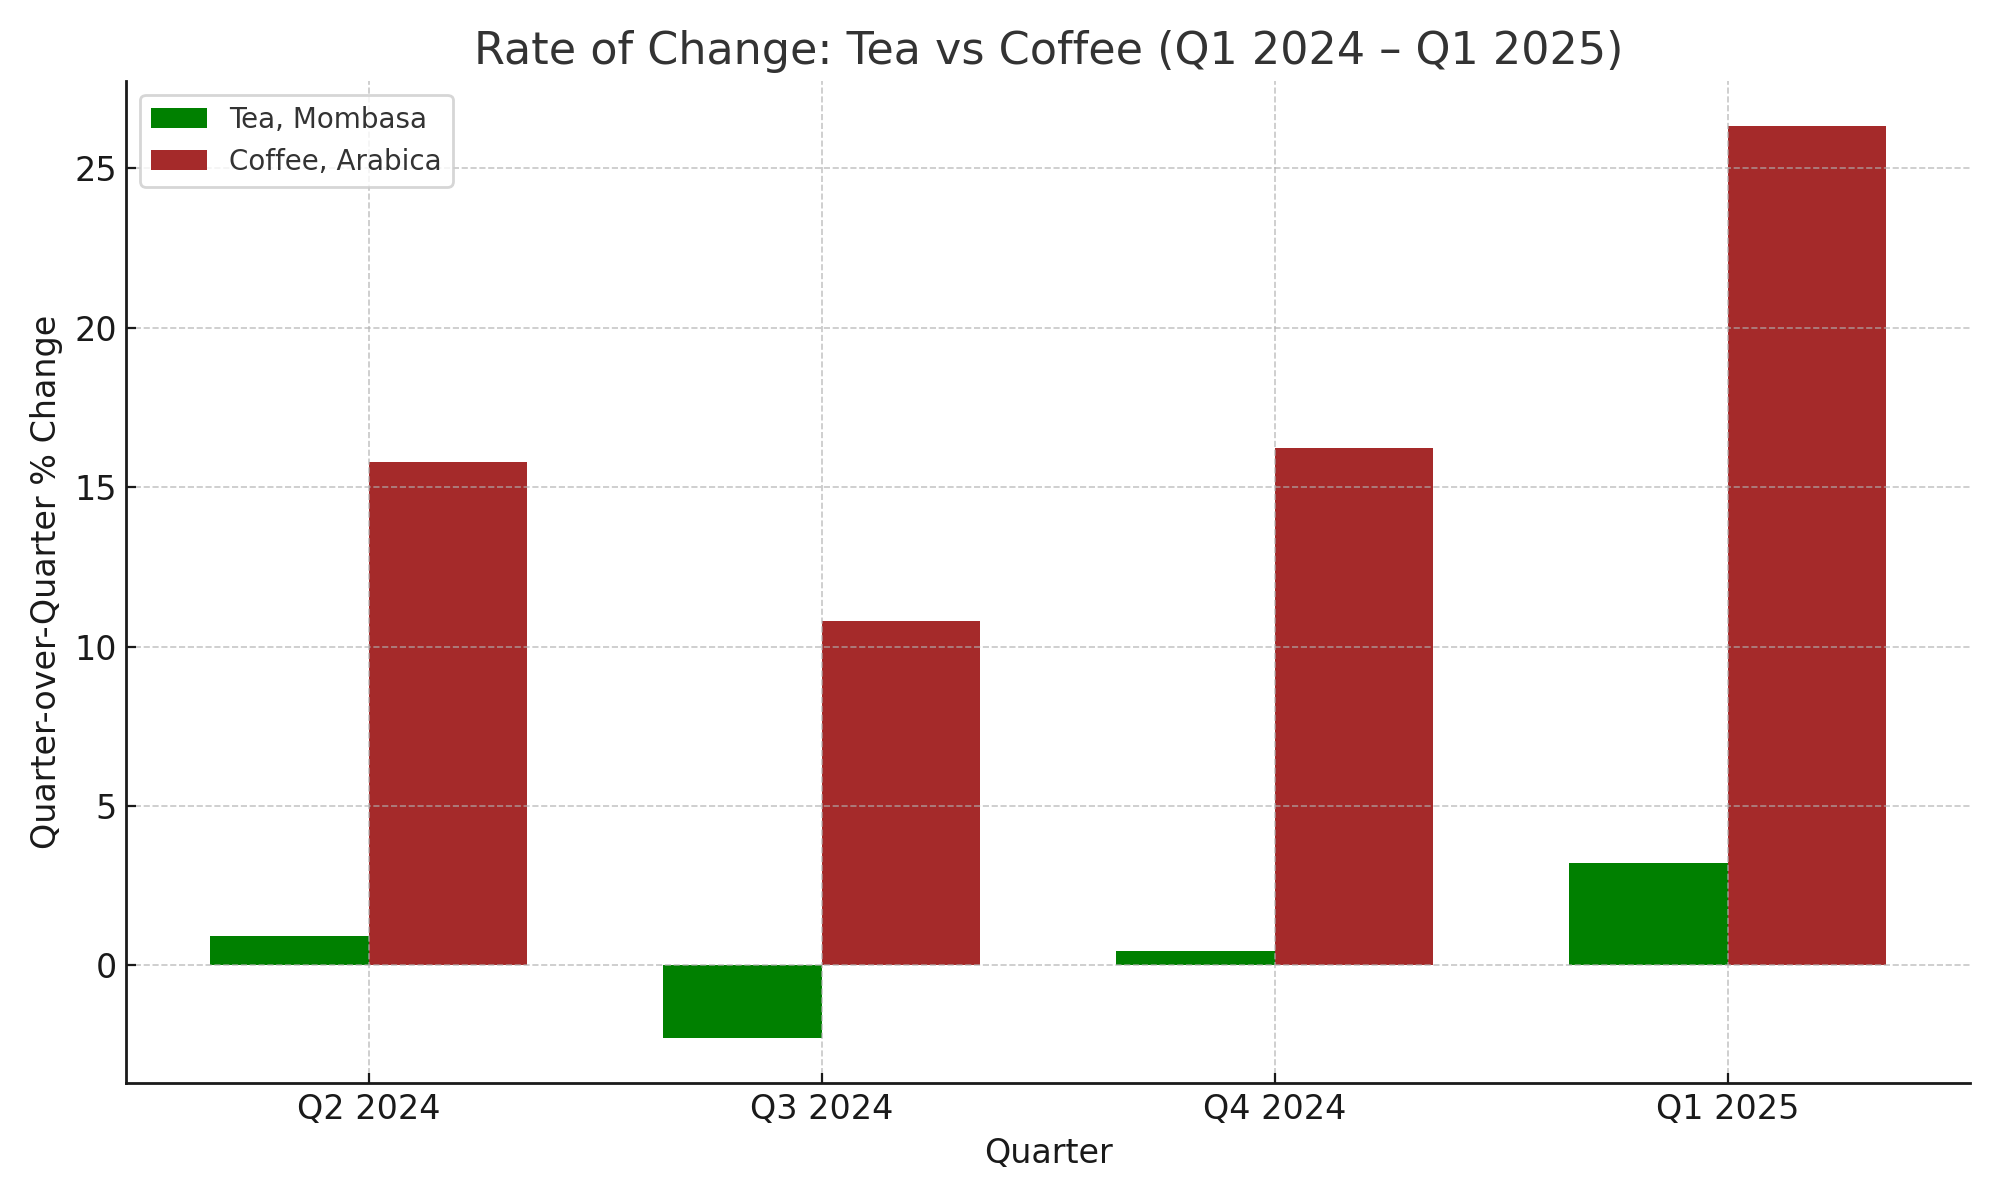 Rate of Change: Tea vs Coffee (Q1 2024 – Q1 2025)
Tea, Mombasa
Coffee, Arabica
Quarter-over-Quarter % Change
25
20
15
10
5
0
Q2 2024
Q3 2024
Q4 2024
Q1 2025
Quarter